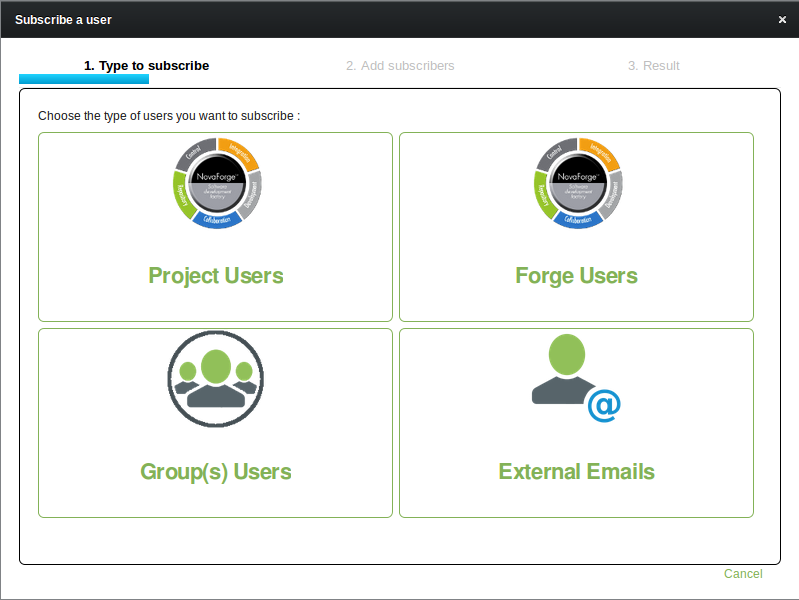 Subscribe a user
1. Type to subscribe
2. Add subscribers
3. Result
Choose the type of users you want to subscribe :
Control
Integration
NovaForge™
Software
development
factory
Repository
Development
Collaboration
Project Users
Control
Integration
NovaForge™
Software
development
factory
Repository
Development
Collaboration
Forge Users
Group(s) Users
@
External Emails
Cancel